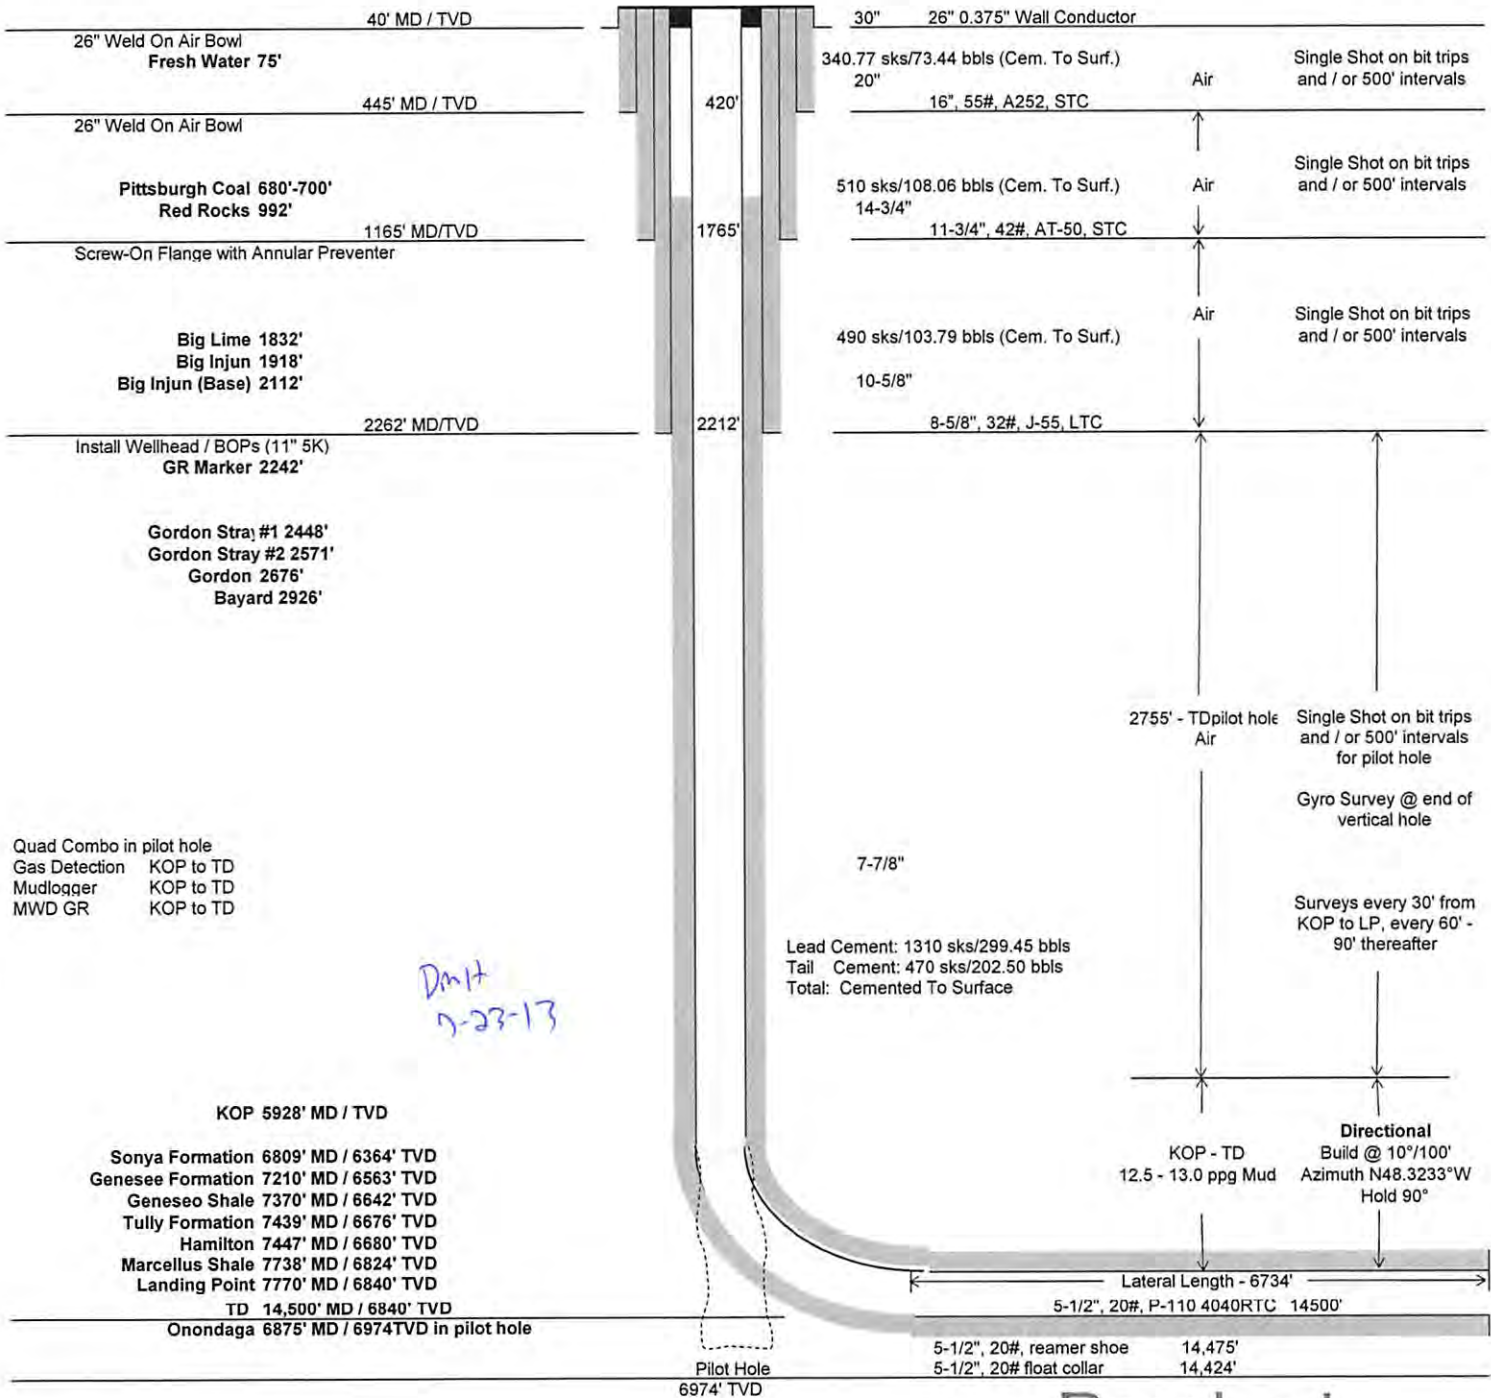 40' MD / TVD 30" 26" 0.375" Wall Conductor
26" Weld On Air Bowl
Fresh Water 75'
340.77 sks/73.44 bbls (Cem. To Surf.)
20"
Air
Single Shot on bit trips
and / or 500' intervals
445' MD / TVD 420' 16", 55#, A252, STC
26" Weld On Air Bowl
Pittsburgh Coal 680'-700'
Red Rocks 992'
510 sks/108.06 bbls (Cem. To Surf.)
14-3/4"
Air
Single Shot on bit trips
and / or 500' intervals
1165' MD/TVD 1765' 11-3/4", 42#, AT-50, STC
Screw-On Flange with Annular Preventer
Big Lime 1832'
Big Injun 1918'
Big Injun (Base) 2112'
490 sks/103.79 bbls (Cem. To Surf.)
10-5/8"
Air
Single Shot on bit trips
and / or 500' intervals
2262' MD/TVD 2212' 8-5/8", 32#, J-55, LTC
Install Wellhead / BOPs (11" 5K)
GR Marker 2242'
Gordon Stray #1 2448'
Gordon Stray #2 2571'
Gordon 2676'
Bayard 2926'
2755' - TDpilot hole
Air
Single Shot on bit trips
and / or 500' intervals
for pilot hole
Gyro Survey @ end of
vertical hole
Quad Combo in pilot hole
Gas Detection KOP to TD
Mudlogger KOP to TD
MWD GR KOP to TD
7-7/8"
Surveys every 30' from
KOP to LP, every 60' -
90' thereafter
Lead Cement: 1310 sks/299.45 bbls
Tail Cement: 470 sks/202.50 bbls
Total: Cemented To Surface
7-23-13
KOP 5928' MD / TVD
Sonya Formation 6809' MD / 6364' TVD
Genesee Formation 7210' MD / 6563' TVD
Geneseo Shale 7370' MD / 6642' TVD
Tully Formation 7439' MD / 6676' TVD
Hamilton 7447' MD / 6680' TVD
Marcellus Shale 7738' MD / 6824' TVD
Landing Point 7770' MD / 6840' TVD
TD 14,500' MD / 6840' TVD
Onondaga 6875' MD / 6974TVD in pilot hole
KOP - TD
12.5 - 13.0 ppg Mud
Directional
Build @ 10°/100'
Azimuth N48.3233°W
Hold 90°
Lateral Length - 6734'
5-1/2", 20#, P-110 4040RTC 14500'
5-1/2", 20#, reamer shoe 14,475'
5-1/2", 20# float collar 14,424'
Pilot Hole
6974' TVD